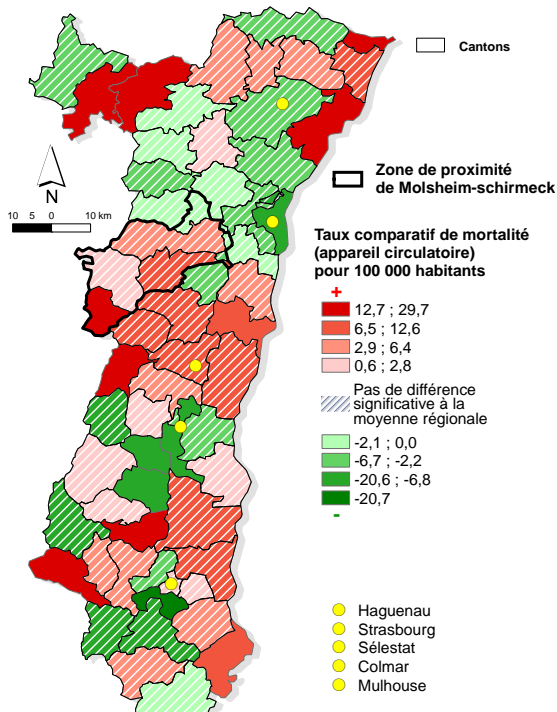 Cantons
Zone de proximité
de Molsheim-schirmeck
N
10 5 0 10 km
Taux comparatif de mortalité
(appareil circulatoire)
pour 100 000 habitants
+
12,7 ; 29,7
6,5 ; 12,6
2,9 ; 6,4
0,6 ; 2,8
Pas de différence
significative à la
moyenne régionale
-2,1 ; 0,0
-6,7 ; -2,2
-20,6 ; -6,8
-20,7
-
Haguenau
Strasbourg
Sélestat
Colmar
Mulhouse